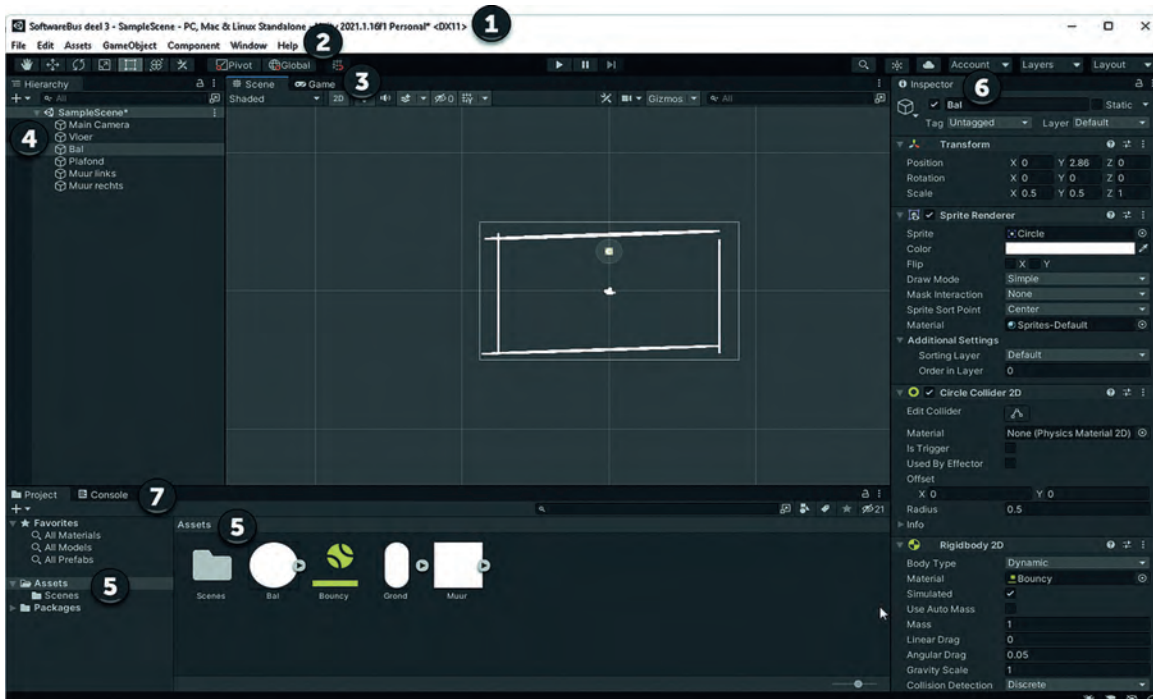 SoftwareBus deel 3 - SampleScene - PC, Mac & Linux Standalone - Unity 2021.1.16f1 Personal* <DX11>
1
File Edit Assets GameObject Component Window Help
2
Pivot Global
Account Layers Layout
Hierarchy
All
SampleScene*
Main Camera
Vloer
Bal
Plafond
Muur links
Muur rechts
4
Scene Game
3
Shaded 2D 0 Gizmos All
Inspector
6
Bal Static
Tag Untagged Layer Default
Transform
Position X 0 Y 2.86 Z 0
Rotation X 0 Y 0 Z 0
Scale X 0.5 Y 0.5 Z 1
Sprite Renderer
Sprite Circle
Color
Flip X Y
Draw Mode Simple
Mask Interaction None
Sprite Sort Point Center
Material Sprites-Default
Additional Settings
Sorting Layer Default
Order in Layer 0
Circle Collider 2D
Edit Collider
Material None (Physics Material 2D)
Is Trigger
Used By Effector
Offset
X 0 Y 0
Radius 0.5
Info
Rigidbody 2D
Body Type Dynamic
Material Bouncy
Simulated
Use Auto Mass
Mass 1
Linear Drag 0
Angular Drag 0.05
Gravity Scale 1
Collision Detection Discrete
Project Console
7
21
Favorites
All Materials
All Models
All Prefabs
Assets
Scenes
Packages
5
Assets
5
Scenes Bal Bouncy Grond Muur